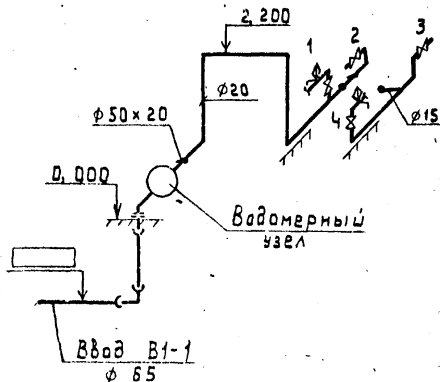 2,200
1
2
3
Ф20
Ф50×20
4
Ф15
0,000
Водомерный
узел
Ввод В1-1
Ф 65